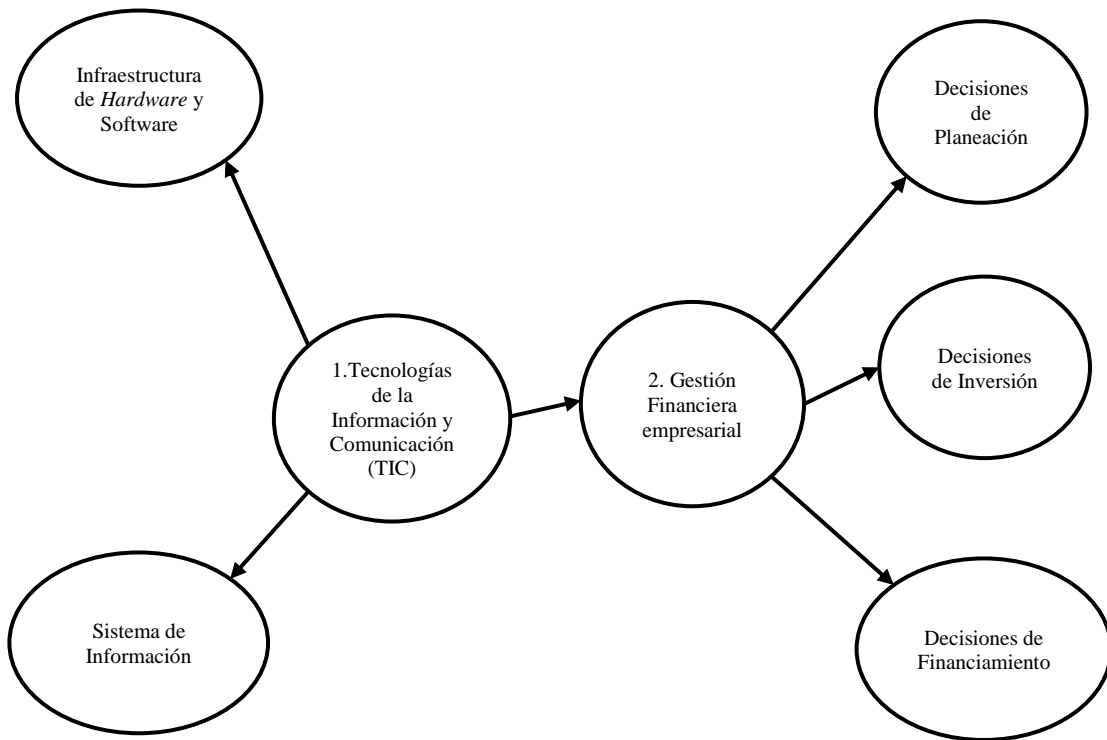 Infraestructura
de Hardware y
Software
Decisiones
de
Planeación
1.Tecnologías
de la
Información y
Comunicación
(TIC)
2. Gestión
Financiera
empresarial
Decisiones
de Inversión
Sistema de
Información
Decisiones de
Financiamiento